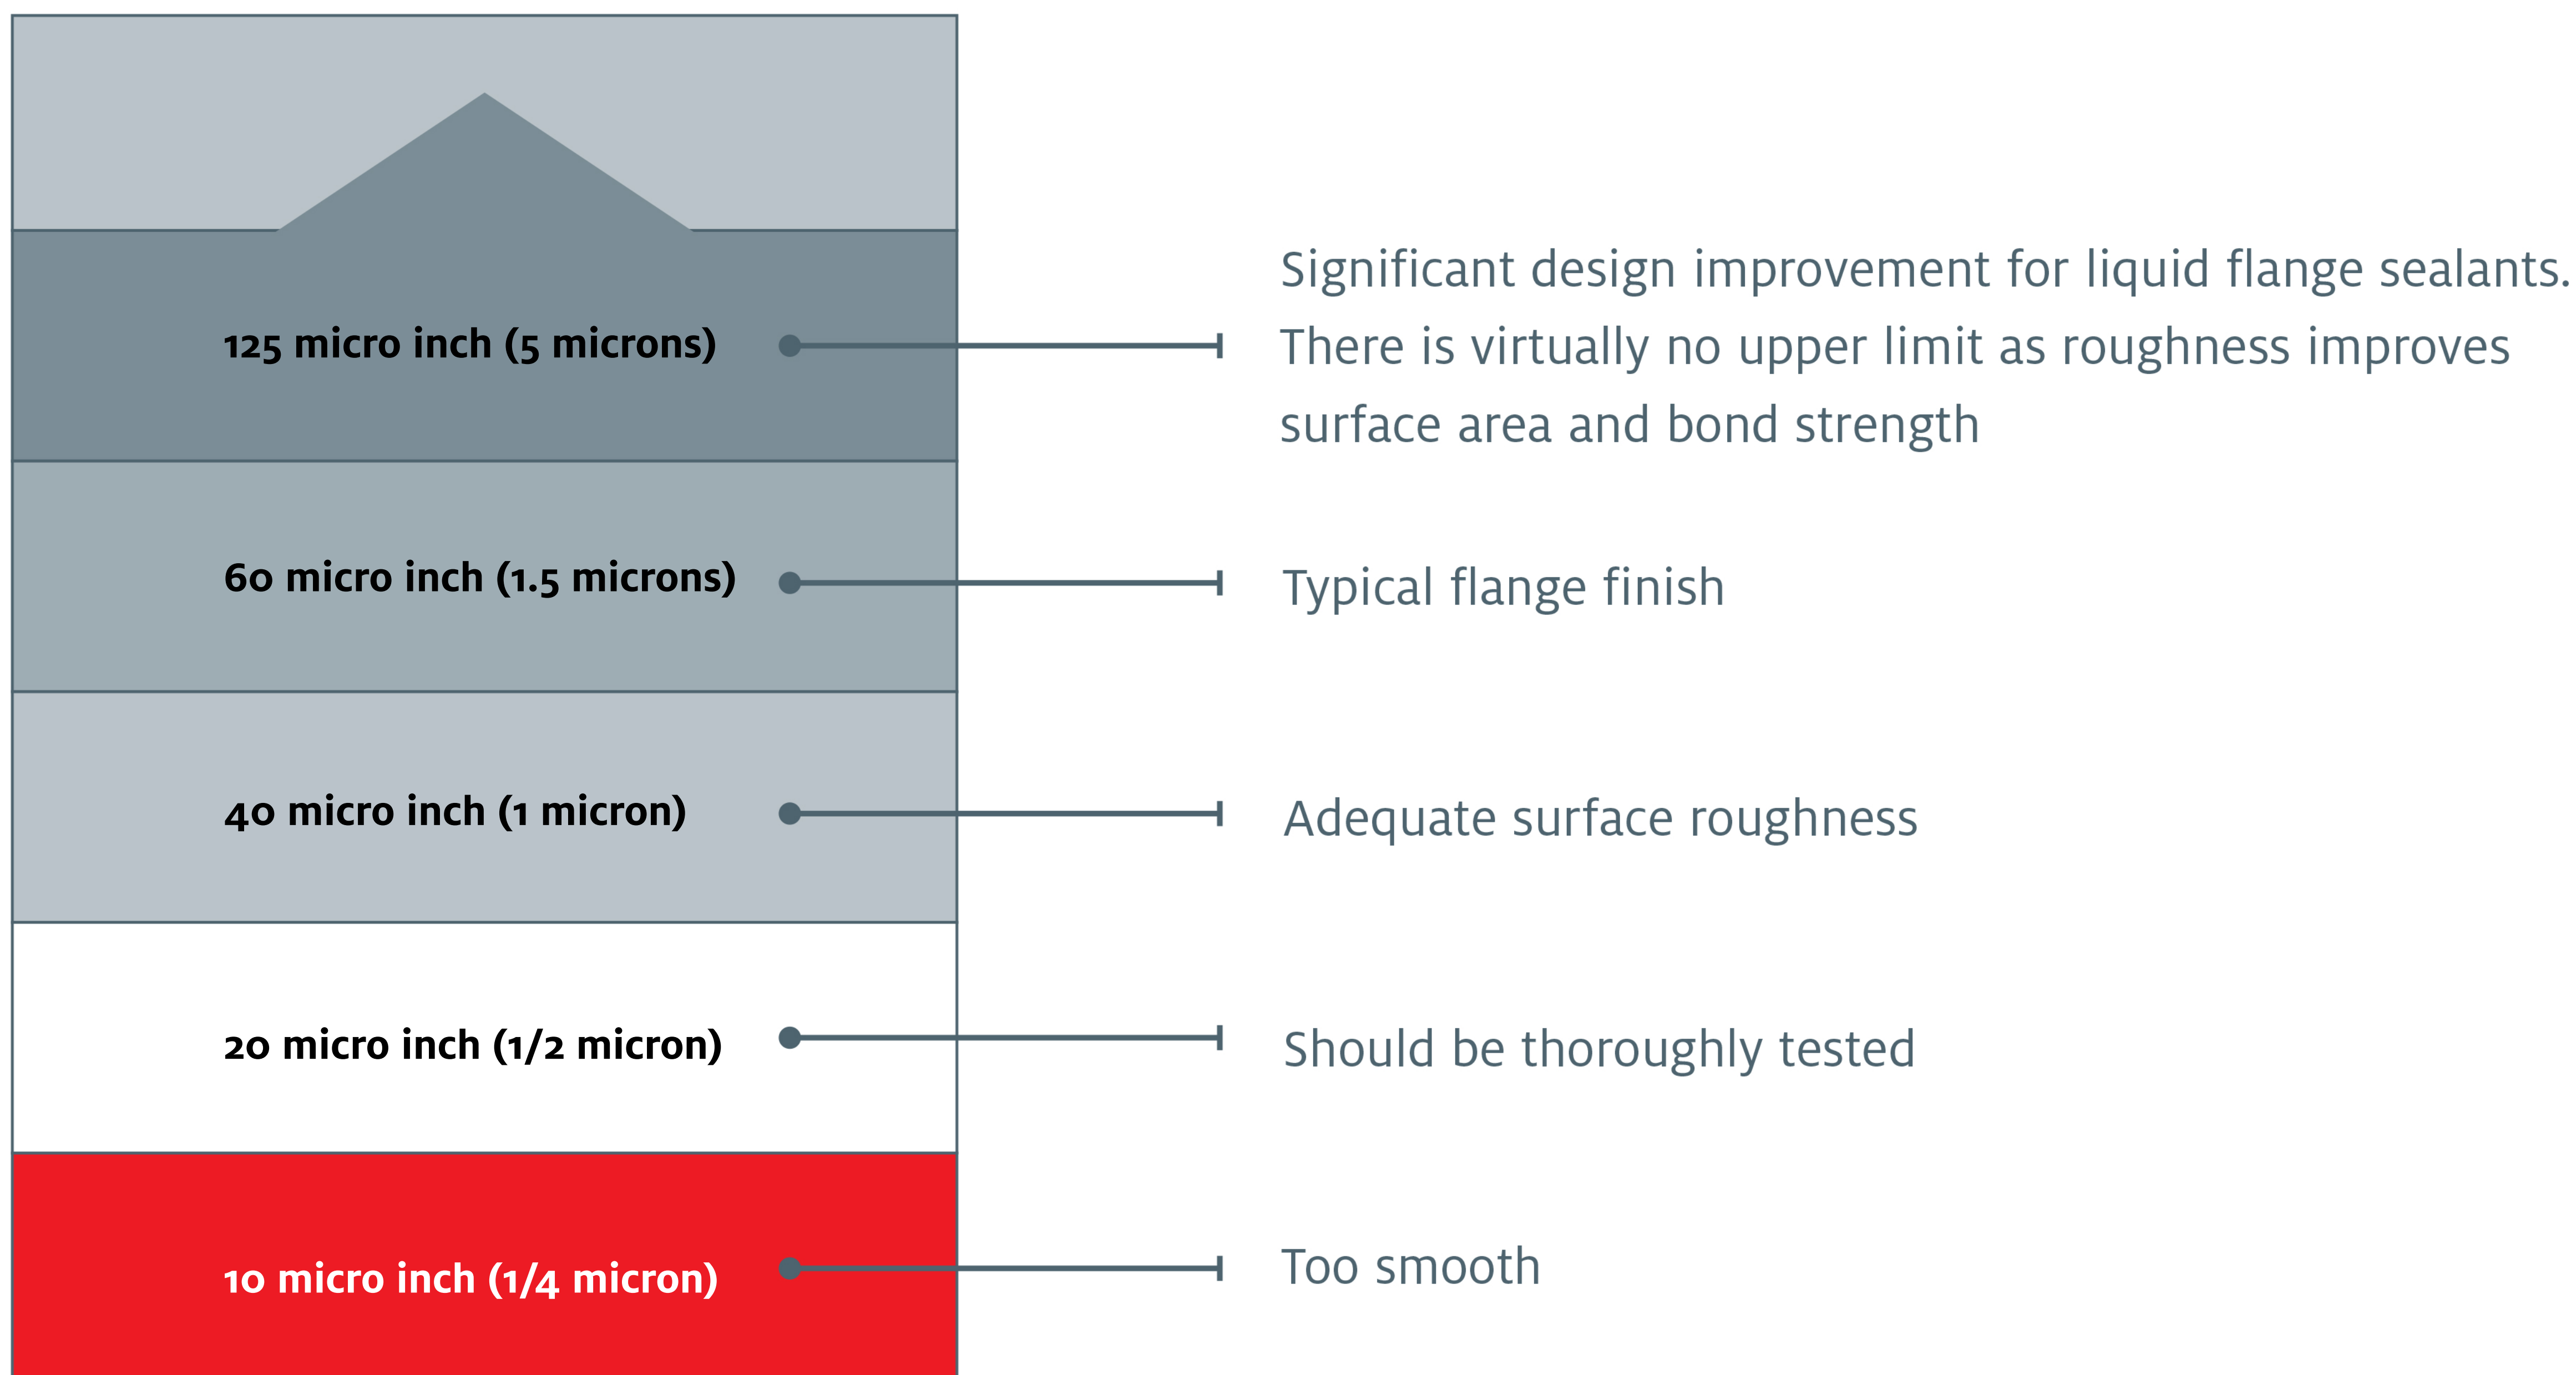 125 micro inch (5 microns)
Significant design improvement for liquid flange sealants.
There is virtually no upper limit as roughness improves
surface area and bond strength
60 micro inch (1.5 microns)
Typical flange finish
40 micro inch (1 micron)
Adequate surface roughness
20 micro inch (1/2 micron)
Should be thoroughly tested
10 micro inch (1/4 micron)
Too smooth